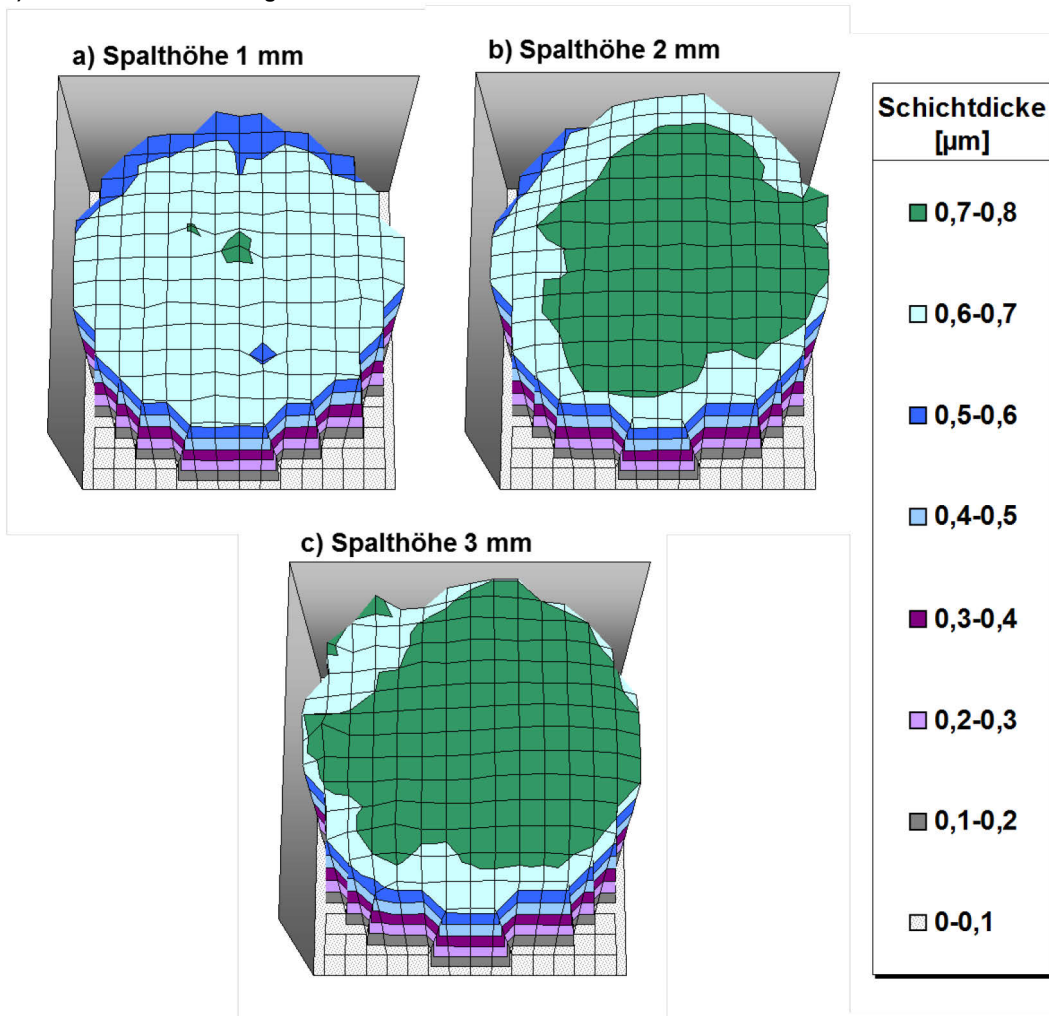 a) Spalthöhe 1 mm
b) Spalthöhe 2 mm
c) Spalthöhe 3 mm
Schichtdicke
[µm]
0,7-0,8
0,6-0,7
0,5-0,6
0,4-0,5
0,3-0,4
0,2-0,3
0,1-0,2
0-0,1